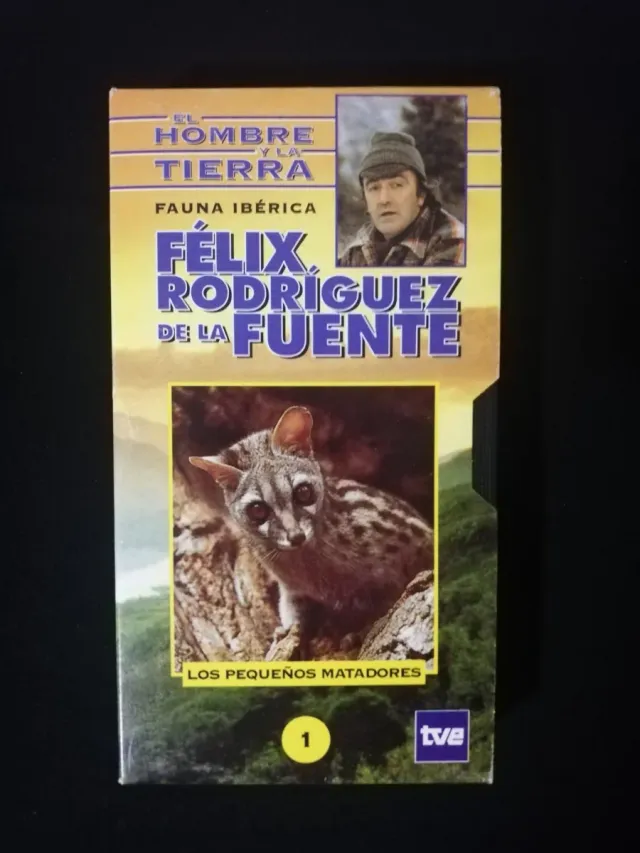 EL
HOMBRE
Y LA
TIERRA
FAUNA IBÉRICA
FÉLIX
RODRÍGUEZ
DE LA FUENTE
LOS PEQUEÑOS MATADORES
1
tve